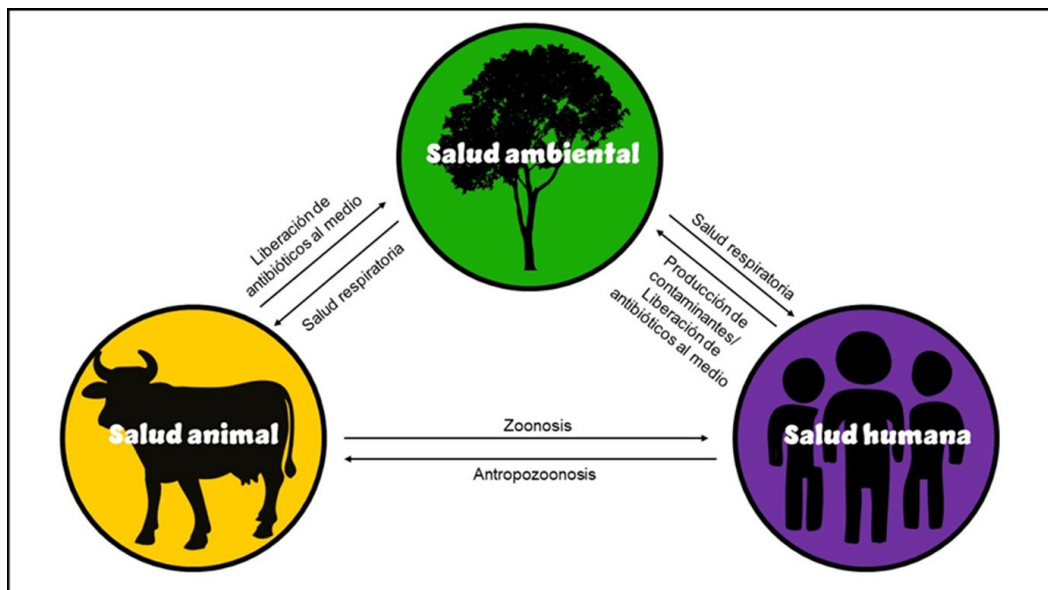 Salud ambiental
Liberación de
antibióticos al medio
Salud respiratoria
Salud respiratoria
Producción de
contaminantes/
Liberación de
antibióticos al medio
Salud animal
Zoonosis
Antropozoonosis
Salud humana